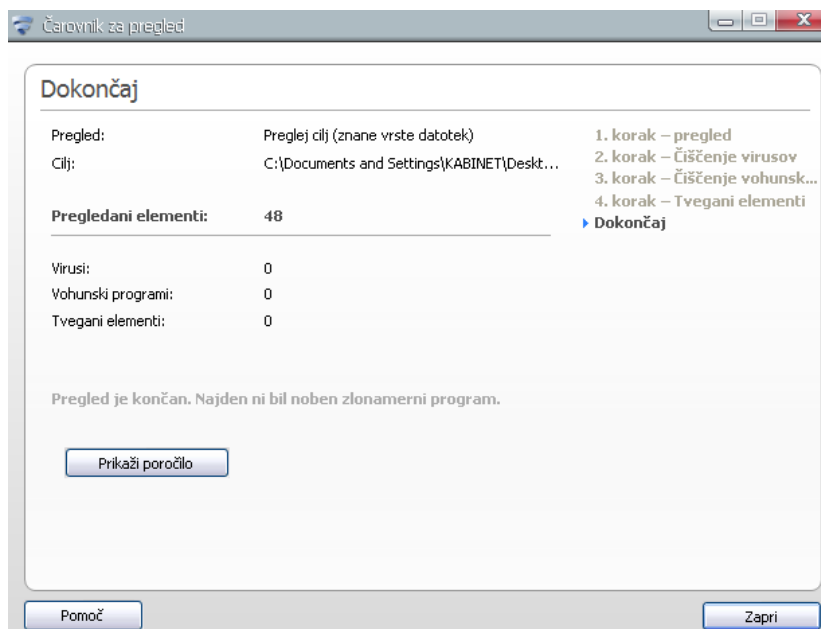 Čarovnik za pregled
Dokončaj
Pregled: Preglej cilj (znane vrste datotek)
Cilj: C:\Documents and Settings\KABINET\Deskt...
Pregledani elementi: 48
Virusi: 0
Vohunski programi: 0
Tvegani elementi: 0
Pregled je končan. Najden ni bil noben zlonamerni program.
Prikaži poročilo
1. korak – pregled
2. korak – Čiščenje virusov
3. korak – Čiščenje vohunsk...
4. korak – Tvegani elementi
Dokončaj
Pomoč
Zapri